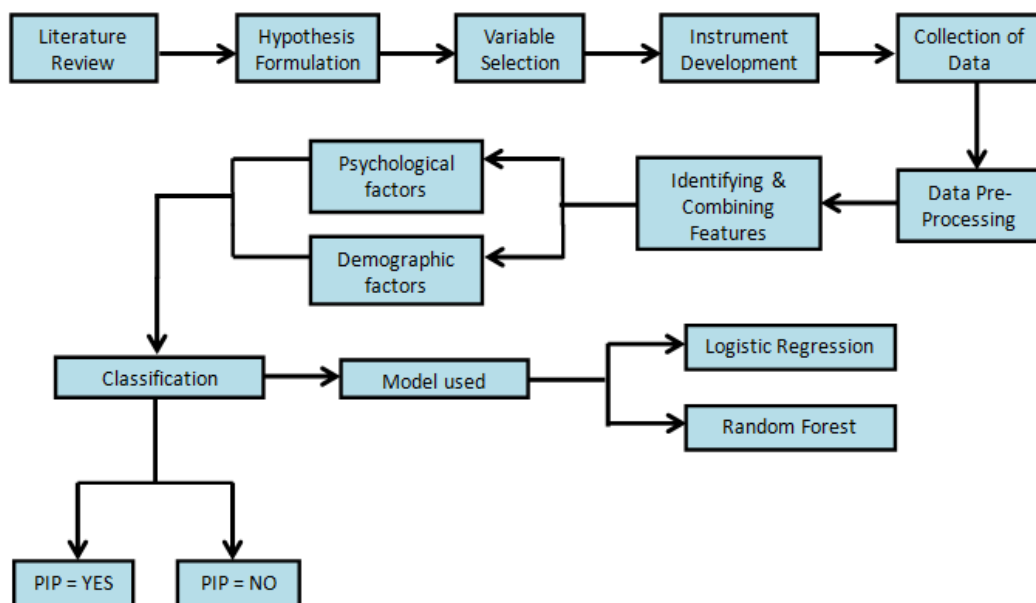 Literature
Review
Hypothesis
Formulation
Variable
Selection
Instrument
Development
Collection of
Data
Psychological
factors
Identifying &
Combining
Features
Data Pre-
Processing
Demographic
factors
Classification
Model used
Logistic Regression
Random Forest
PIP = YES
PIP = NO